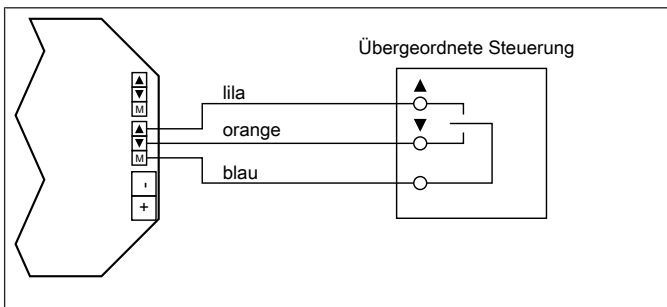 Übergeordnete Steuerung
▲
▼
M
▲
▼
M
-
+
lila
orange
blau
▲
▼